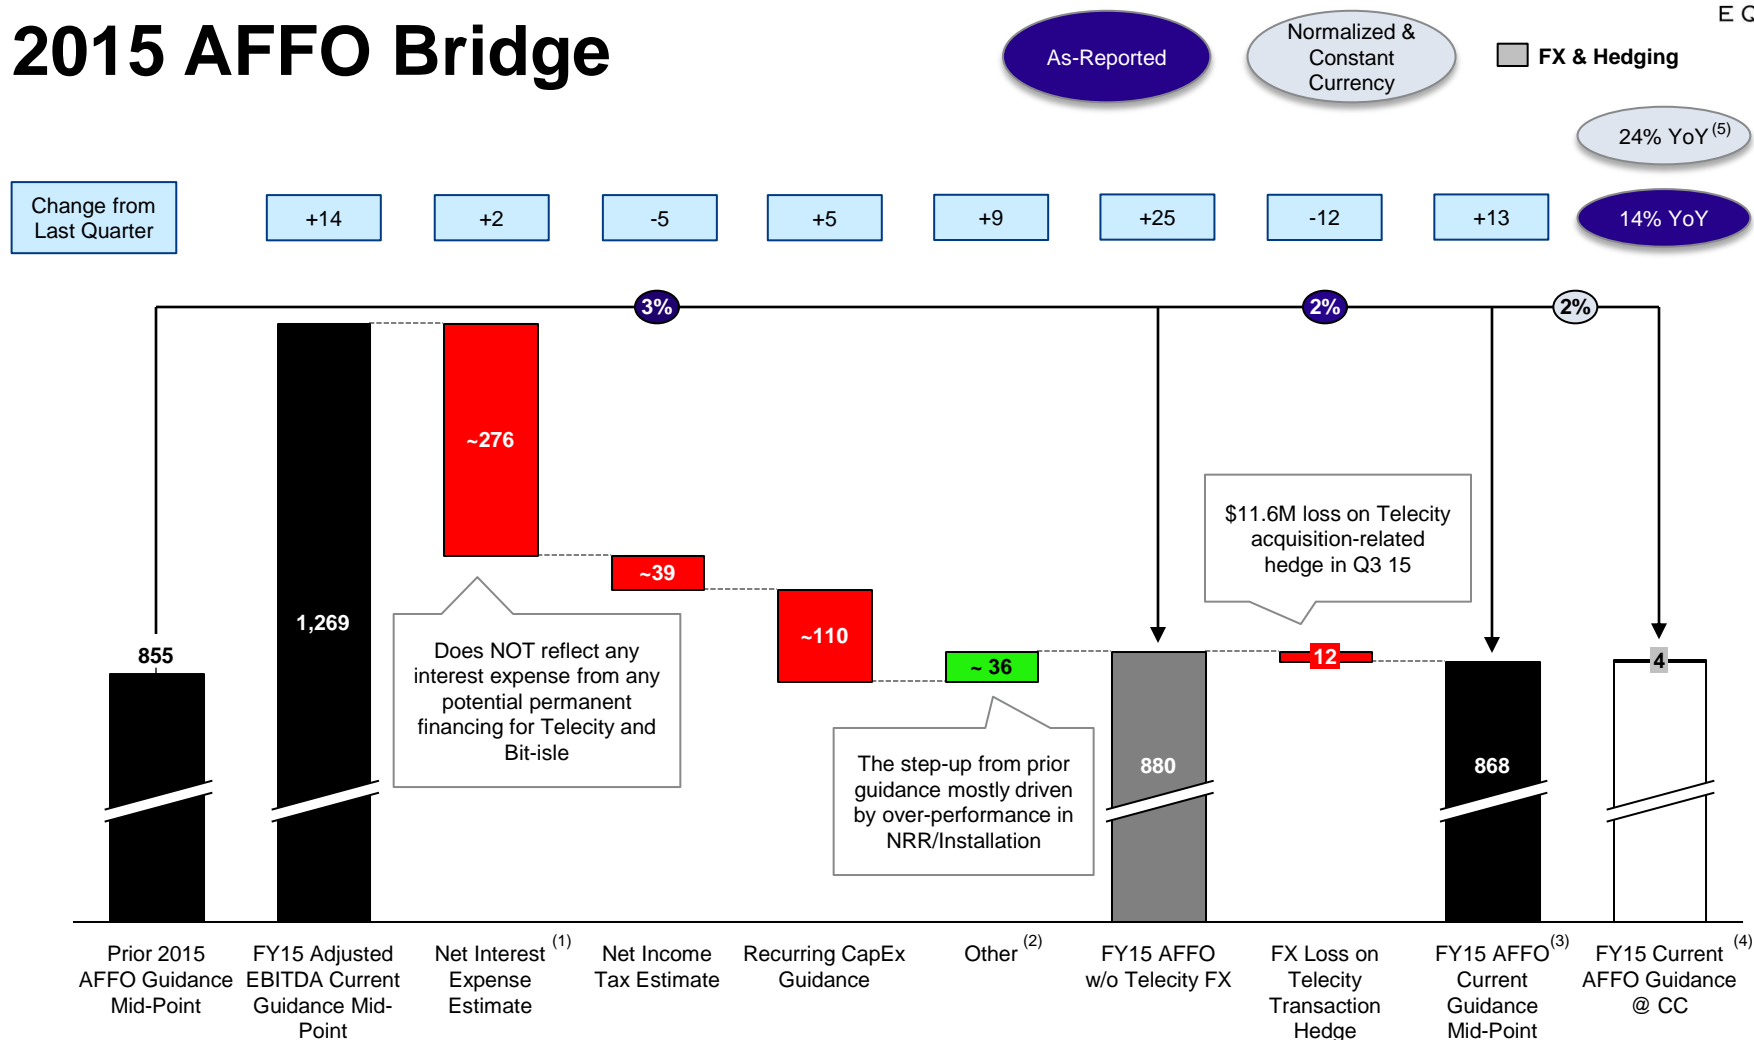 E Q
2015 AFFO Bridge
As-Reported
Normalized &
Constant
Currency
FX & Hedging
24% YoY (5)
Change from
Last Quarter
+14
+2
-5
+5
+9
+25
-12
+13
14% YoY
3%
2%
2%
855
1,269
~276
~39
~110
~ 36
880
12
868
4
Does NOT reflect any
interest expense from any
potential permanent
financing for Telecity and
Bit-isle
The step-up from prior
guidance mostly driven
by over-performance in
NRR/Installation
$11.6M loss on Telecity
acquisition-related
hedge in Q3 15
Prior 2015
AFFO Guidance
Mid-Point
FY15 Adjusted
EBITDA Current
Guidance Mid-
Point
Net Interest (1)
Expense
Estimate
Net Income
Tax Estimate
Recurring CapEx
Guidance
Other (2)
FY15 AFFO
w/o Telecity FX
FX Loss on
Telecity
Transaction
Hedge
FY15 AFFO (3)
Current
Guidance
Mid-Point
FY15 Current (4)
AFFO Guidance
@ CC